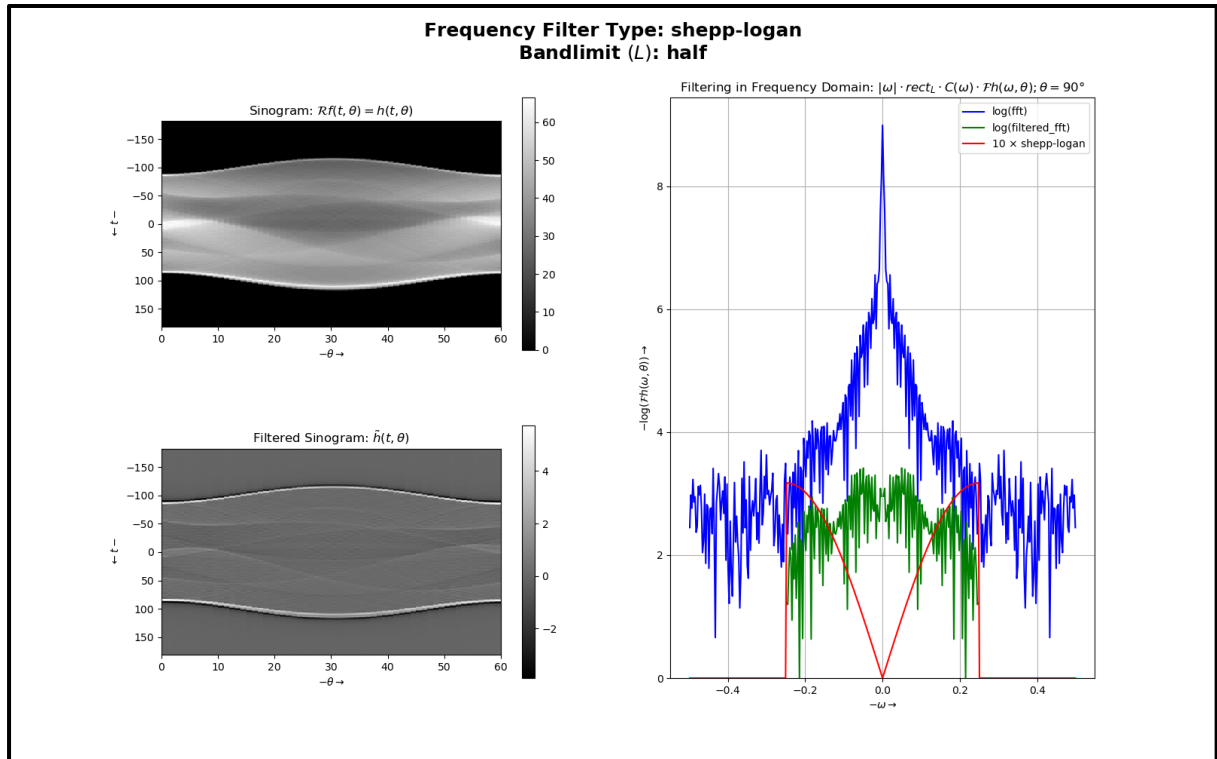 Frequency Filter Type: shepp-logan
Bandlimit (L): half
Sinogram: ℛf(t, θ) = h(t, θ)
−150
−100
−50
0
50
100
150
← t −
0 10 20 30 40 50 60
−θ →
60
50
40
30
20
10
0
Filtered Sinogram: h̃(t, θ)
−150
−100
−50
0
50
100
150
← t −
0 10 20 30 40 50 60
−θ →
4
2
0
−2
Filtering in Frequency Domain: |ω| · rect_L · C(ω) · ℱh(ω, θ); θ = 90°
log(fft)
log(filtered_fft)
10 × shepp-logan
8
6
4
2
0
−log(ℱh(ω, θ)) →
−0.4 −0.2 0.0 0.2 0.4
−ω →